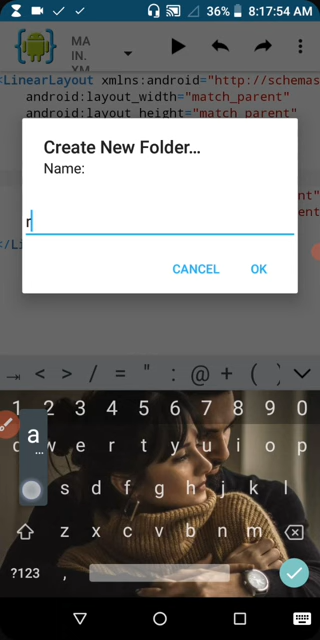 36% 8:17:54 AM
MA
IN.
XM
LinearLayout xmlns:android="http://schemas
android:layout_width="match_parent"
android:layout_height="match_parent"
Create New Folder...
Name:
r
CANCEL OK
< > / = " : @ + ( )
1 2 3 4 5 6 7 8 9 0
w e r t y u i o p
a
...
s d f g h j k l
z x c v b n m
?123 ,